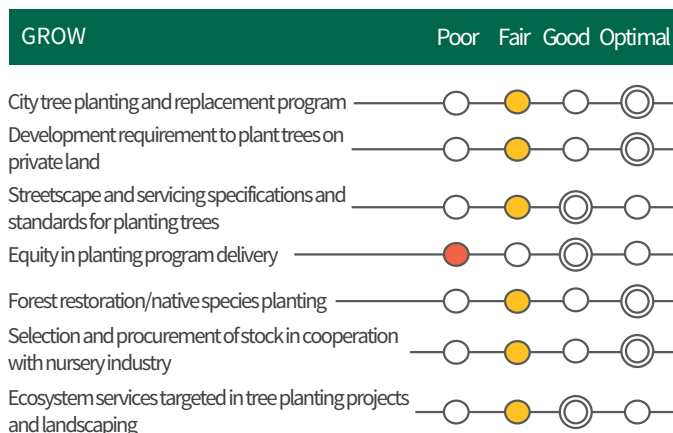 GROW Poor Fair Good Optimal
City tree planting and replacement program
Development requirement to plant trees on
private land
Streetscape and servicing specifications and
standards for planting trees
Equity in planting program delivery
Forest restoration/native species planting
Selection and procurement of stock in cooperation
with nursery industry
Ecosystem services targeted in tree planting projects
and landscaping